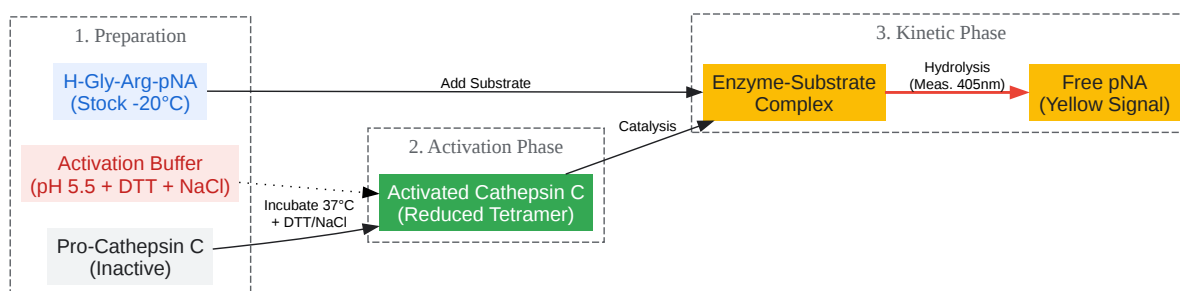 1. Preparation
H-Gly-Arg-pNA
(Stock -20°C)
Activation Buffer
(pH 5.5 + DTT + NaCl)
Pro-Cathepsin C
(Inactive)
Add Substrate
Incubate 37°C
+ DTT/NaCl
2. Activation Phase
Activated Cathepsin C
(Reduced Tetramer)
Catalysis
3. Kinetic Phase
Enzyme-Substrate
Complex
Hydrolysis
(Meas. 405nm)
Free pNA
(Yellow Signal)